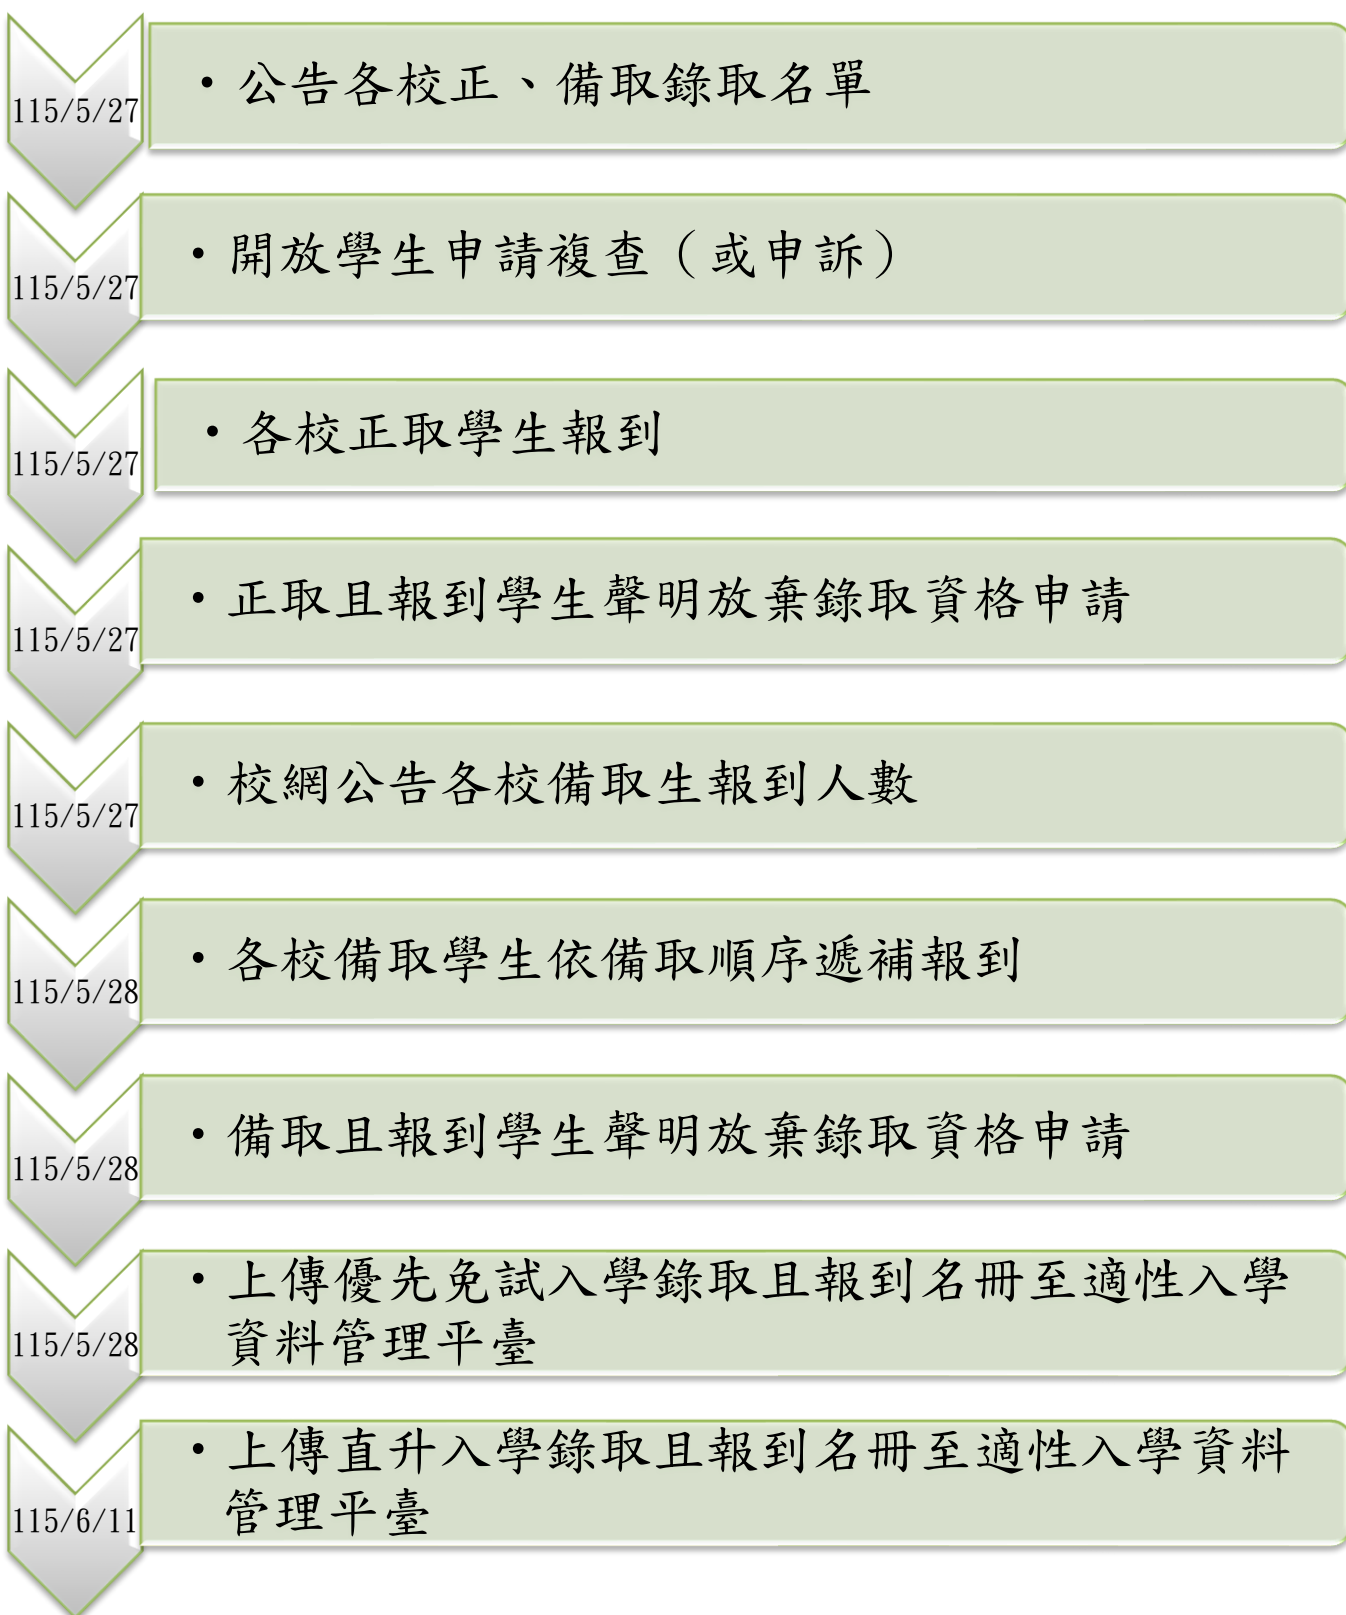 115/5/27
•公告各校正、備取錄取名單
115/5/27
•開放學生申請複查（或申訴）
115/5/27
•各校正取學生報到
115/5/27
•正取且報到學生聲明放棄錄取資格申請
115/5/27
•校網公告各校備取生報到人數
115/5/28
•各校備取學生依備取順序遞補報到
115/5/28
•備取且報到學生聲明放棄錄取資格申請
115/5/28
•上傳優先免試入學錄取且報到名冊至適性入學
資料管理平臺
115/6/11
•上傳直升入學錄取且報到名冊至適性入學資料
管理平臺